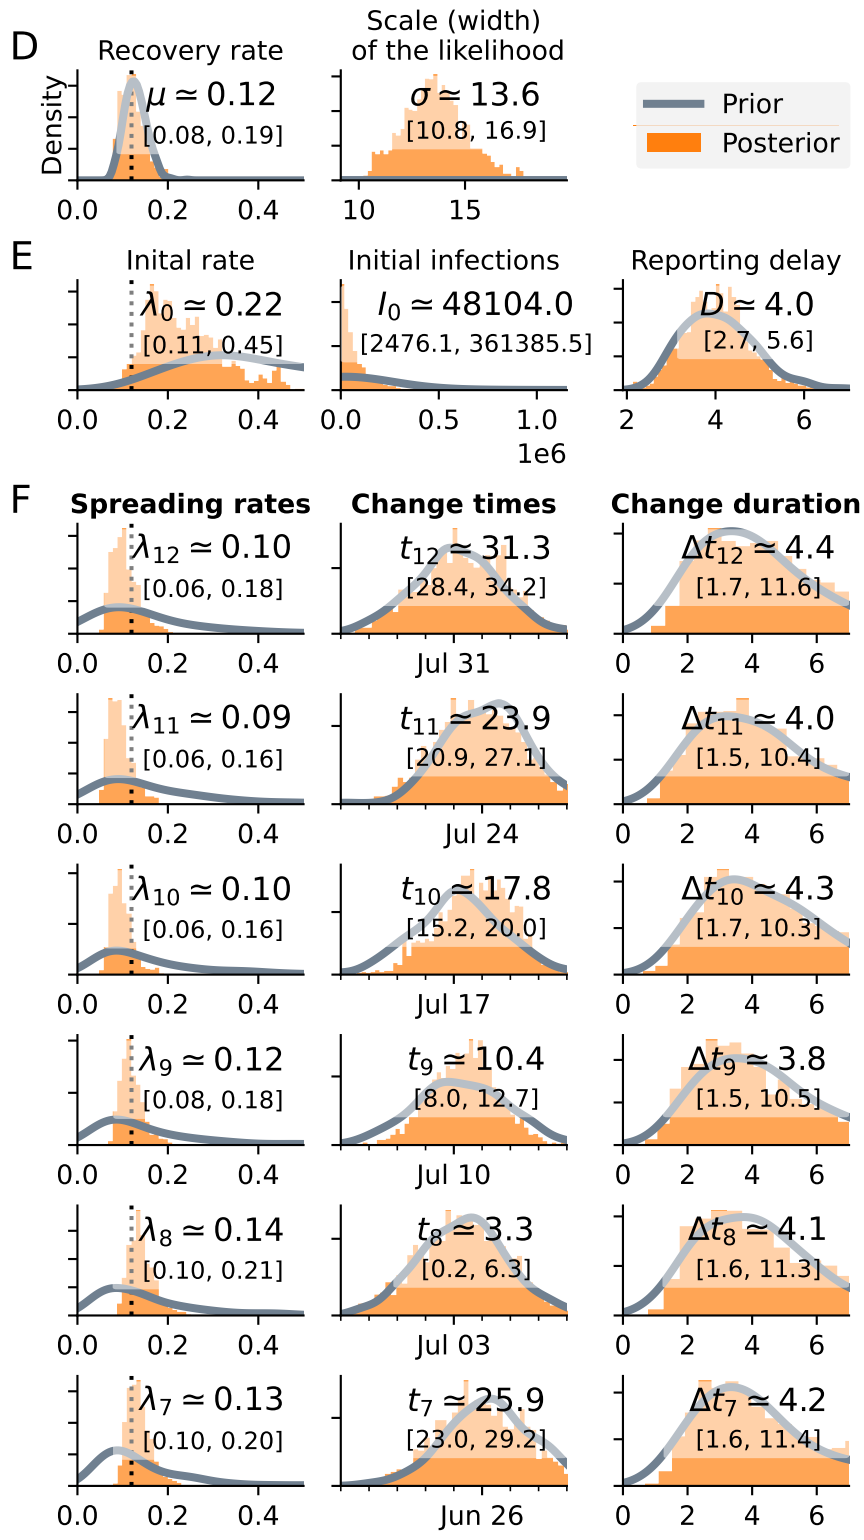 D
Recovery rate
Scale (width)
of the likelihood
Density
μ ≃ 0.12
[0.08, 0.19]
σ ≃ 13.6
[10.8, 16.9]
Prior
Posterior
0.0 0.2 0.4
10 15
E
Inital rate
Initial infections
Reporting delay
λ0 ≃ 0.22
[0.11, 0.45]
I0 ≃ 48104.0
[2476.1, 361385.5]
D ≃ 4.0
[2.7, 5.6]
0.0 0.2 0.4
0.0 0.5 1.0
1e6
2 4 6
F
Spreading rates
Change times
Change duration
λ12 ≃ 0.10
[0.06, 0.18]
t12 ≃ 31.3
[28.4, 34.2]
Δt12 ≃ 4.4
[1.7, 11.6]
0.0 0.2 0.4
Jul 31
0 2 4 6
λ11 ≃ 0.09
[0.06, 0.16]
t11 ≃ 23.9
[20.9, 27.1]
Δt11 ≃ 4.0
[1.5, 10.4]
0.0 0.2 0.4
Jul 24
0 2 4 6
λ10 ≃ 0.10
[0.06, 0.16]
t10 ≃ 17.8
[15.2, 20.0]
Δt10 ≃ 4.3
[1.7, 10.3]
0.0 0.2 0.4
Jul 17
0 2 4 6
λ9 ≃ 0.12
[0.08, 0.18]
t9 ≃ 10.4
[8.0, 12.7]
Δt9 ≃ 3.8
[1.5, 10.5]
0.0 0.2 0.4
Jul 10
0 2 4 6
λ8 ≃ 0.14
[0.10, 0.21]
t8 ≃ 3.3
[0.2, 6.3]
Δt8 ≃ 4.1
[1.6, 11.3]
0.0 0.2 0.4
Jul 03
0 2 4 6
λ7 ≃ 0.13
[0.10, 0.20]
t7 ≃ 25.9
[23.0, 29.2]
Δt7 ≃ 4.2
[1.6, 11.4]
0.0 0.2 0.4
Jun 26
0 2 4 6